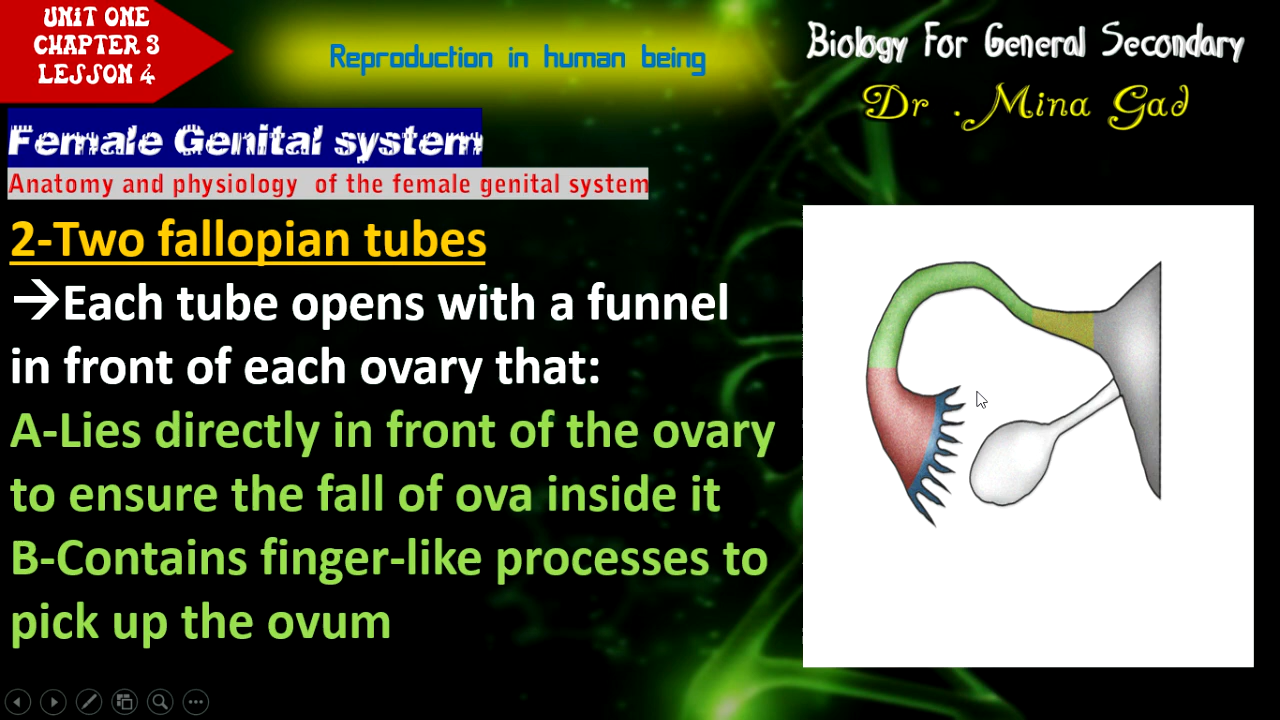 UNIT ONE
CHAPTER 3
LESSON 4
Reproduction in human being
Biology For General Secondary
Dr .Mina Gad
Female Genital system
Anatomy and physiology of the female genital system
2-Two fallopian tubes
→Each tube opens with a funnel
in front of each ovary that:
A-Lies directly in front of the ovary
to ensure the fall of ova inside it
B-Contains finger-like processes to
pick up the ovum